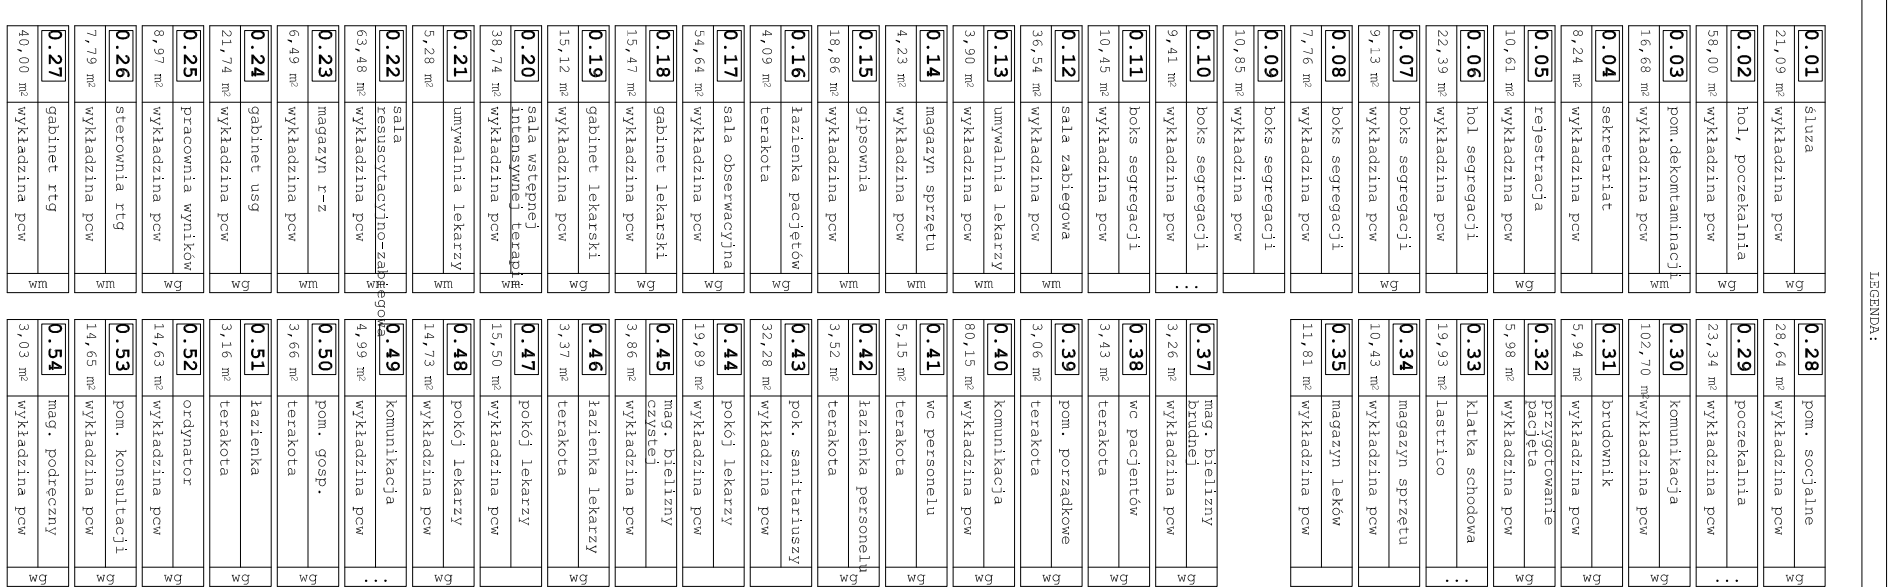 LEGENDA:
0.01 śluza
21,09 m² wykładzina pcw wg
0.02 hol, poczekalnia
58,00 m² wykładzina pcw wg
0.03 pom.dekomtaminacji
16,68 m² wykładzina pcw wm
0.04 sekretariat
8,24 m² wykładzina pcw
0.05 rejestracja
10,61 m² wykładzina pcw wg
0.06 hol segregacji
22,39 m² wykładzina pcw
0.07 boks segregacji
9,13 m² wykładzina pcw wg
0.08 boks segregacji
7,76 m² wykładzina pcw
0.09 boks segregacji
10,85 m² wykładzina pcw
0.10 boks segregacji
9,41 m² wykładzina pcw ...
0.11 boks segregacji
10,45 m² wykładzina pcw
0.12 sala zabiegowa
36,54 m² wykładzina pcw wm
0.13 umywalnia lekarzy
3,90 m² wykładzina pcw wm
0.14 magazyn sprzętu
4,23 m² wykładzina pcw wm
0.15 gipsownia
18,86 m² wykładzina pcw wm
0.16 łazienka pacjętów
4,09 m² terakota wm
0.17 sala obserwacyjna
54,64 m² wykładzina pcw wg
0.18 gabinet lekarski
15,47 m² wykładzina pcw wg
0.19 gabinet lekarski
15,12 m² wykładzina pcw wg
0.20 sala wstępnej
intensywnej terapi
38,74 m² wykładzina pcw wm
0.21 umywalnia lekarzy
5,28 m² wm
0.22 sala
resuscytacyjno-zabiegowa
63,48 m² wykładzina pcw wm
0.23 magazyn r-z
6,49 m² wykładzina pcw wm
0.24 gabinet usg
21,74 m² wykładzina pcw wg
0.25 pracownia wyników
8,97 m² wykładzina pcw wg
0.26 sterownia rtg
7,79 m² wykładzina pcw wm
0.27 gabinet rtg
40,00 m² wykładzina pcw wm
0.28 pom. socjalne
28,64 m² wykładzina pcw wg
0.29 poczekalnia
23,34 m² wykładzina pcw ...
0.30 komunikacja
102,70 m² wykładzina pcw wg
0.31 brudownik
5,94 m² wykładzina pcw wg
0.32 przygotowanie
pacjęta
5,98 m² wykładzina pcw wg
0.33 klatka schodowa
19,93 m² lastrico ...
0.34 magazyn sprzętu
10,43 m² wykładzina pcw
0.35 magazyn leków
11,81 m² wykładzina pcw
0.37 mag. bielizny
brudnej
3,26 m² wykładzina pcw wg
0.38 wc pacjentów
3,43 m² terakota wg
0.39 pom. porządkowe
3,06 m² terakota wg
0.40 komunikacja
80,15 m² wykładzina pcw wg
0.41 wc personelu
5,15 m² terakota wg
0.42 łazienka personelu
3,52 m² terakota wg
0.43 pok. sanitariuszy
32,28 m² wykładzina pcw
0.44 pokój lekarzy
19,89 m² wykładzina pcw
0.45 mag. bielizny
czystej
3,86 m² wykładzina pcw wg
0.46 łazienka lekarzy
3,37 m² terakota wg
0.47 pokój lekarzy
15,50 m² wykładzina pcw
0.48 pokój lekarzy
14,73 m² wykładzina pcw wg
0.49 komunikacja
4,99 m² wykładzina pcw ...
0.50 pom. gosp.
3,66 m² terakota wg
0.51 łazienka
3,16 m² terakota wg
0.52 ordynator
14,63 m² wykładzina pcw wg
0.53 pom. konsultacji
14,65 m² wykładzina pcw wg
0.54 mag. podręczny
3,03 m² wykładzina pcw wg